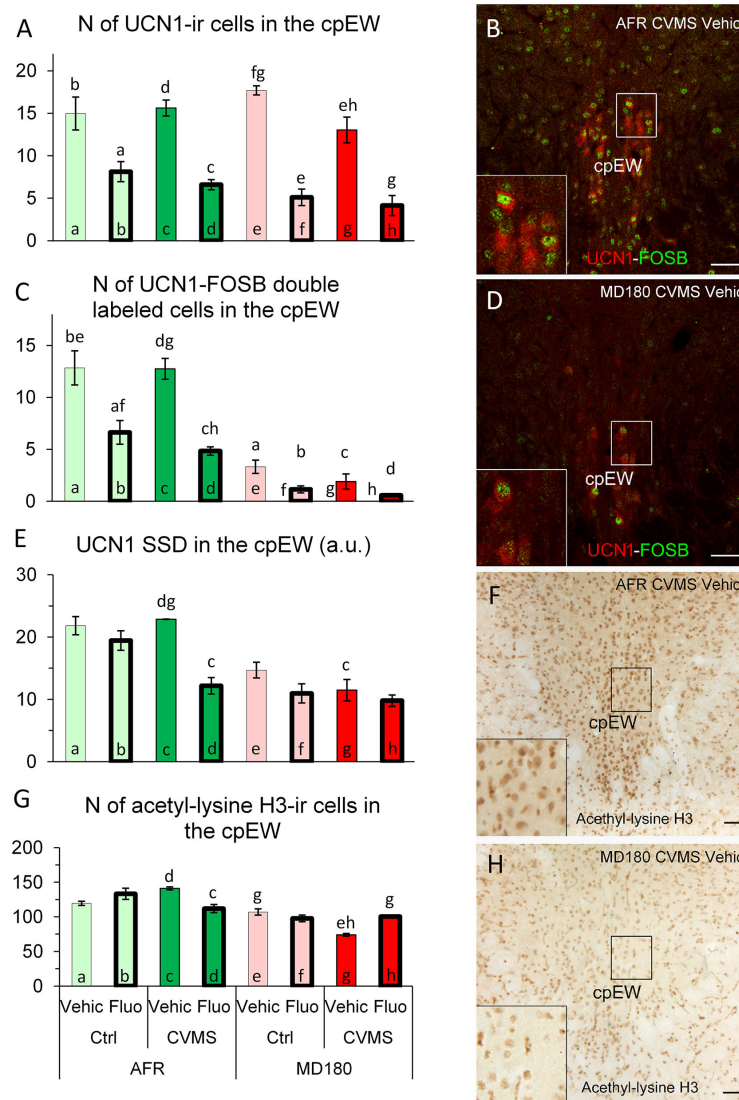 A
N of UCN1-ir cells in the cpEW
20
15
10
5
0
b
a
d
c
fg
e
eh
g
a
b
c
d
e
f
g
h
B
AFR CVMS Vehic
cpEW
UCN1-FOSB
C
N of UCN1-FOSB double
labeled cells in the cpEW
15
10
5
0
be
af
dg
ch
a
b
c
d
a
b
c
d
e
f
g
h
D
MD180 CVMS Vehic
cpEW
UCN1-FOSB
E
UCN1 SSD in the cpEW (a.u.)
30
20
10
0
dg
c
c
a
b
c
d
e
f
g
h
F
AFR CVMS Vehic
cpEW
Acethyl-lysine H3
G
N of acetyl-lysine H3-ir cells in
the cpEW
200
150
100
50
0
d
c
g
eh
g
a
b
c
d
e
f
g
h
Vehic Fluo Vehic Fluo Vehic Fluo Vehic Fluo
Ctrl CVMS Ctrl CVMS
AFR MD180
H
MD180 CVMS Vehic
cpEW
Acethyl-lysine H3